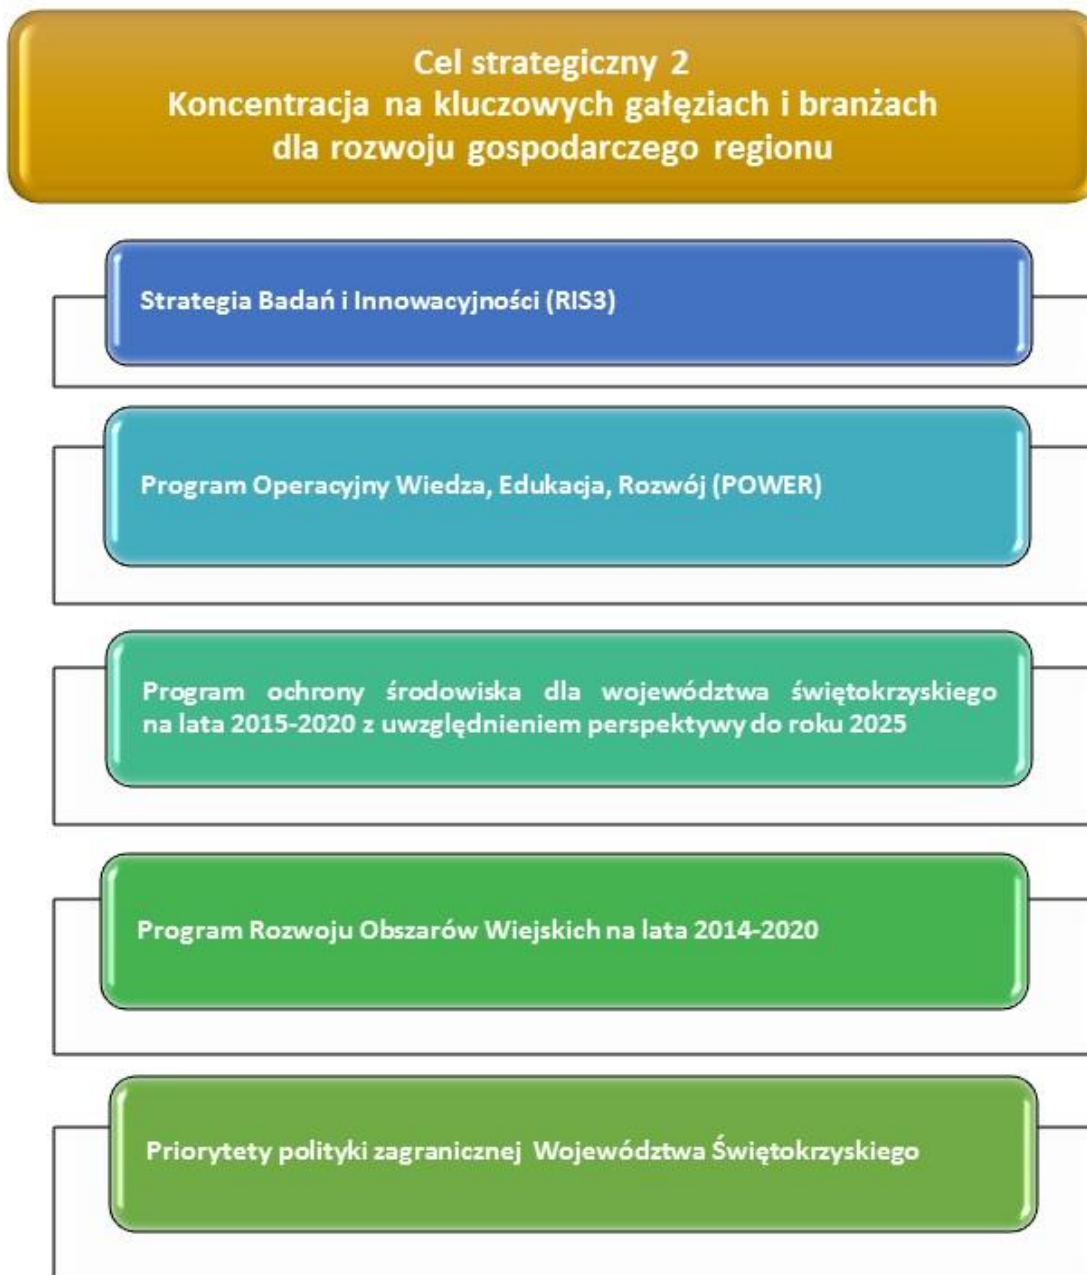 Cel strategiczny 2
Koncentracja na kluczowych gałęziach i branżach
dla rozwoju gospodarczego regionu
Strategia Badań i Innowacyjności (RIS3)
Program Operacyjny Wiedza, Edukacja, Rozwój (POWER)
Program ochrony środowiska dla województwa świętokrzyskiego
na lata 2015-2020 z uwzględnieniem perspektywy do roku 2025
Program Rozwoju Obszarów Wiejskich na lata 2014-2020
Priorytety polityki zagranicznej Województwa Świętokrzyskiego